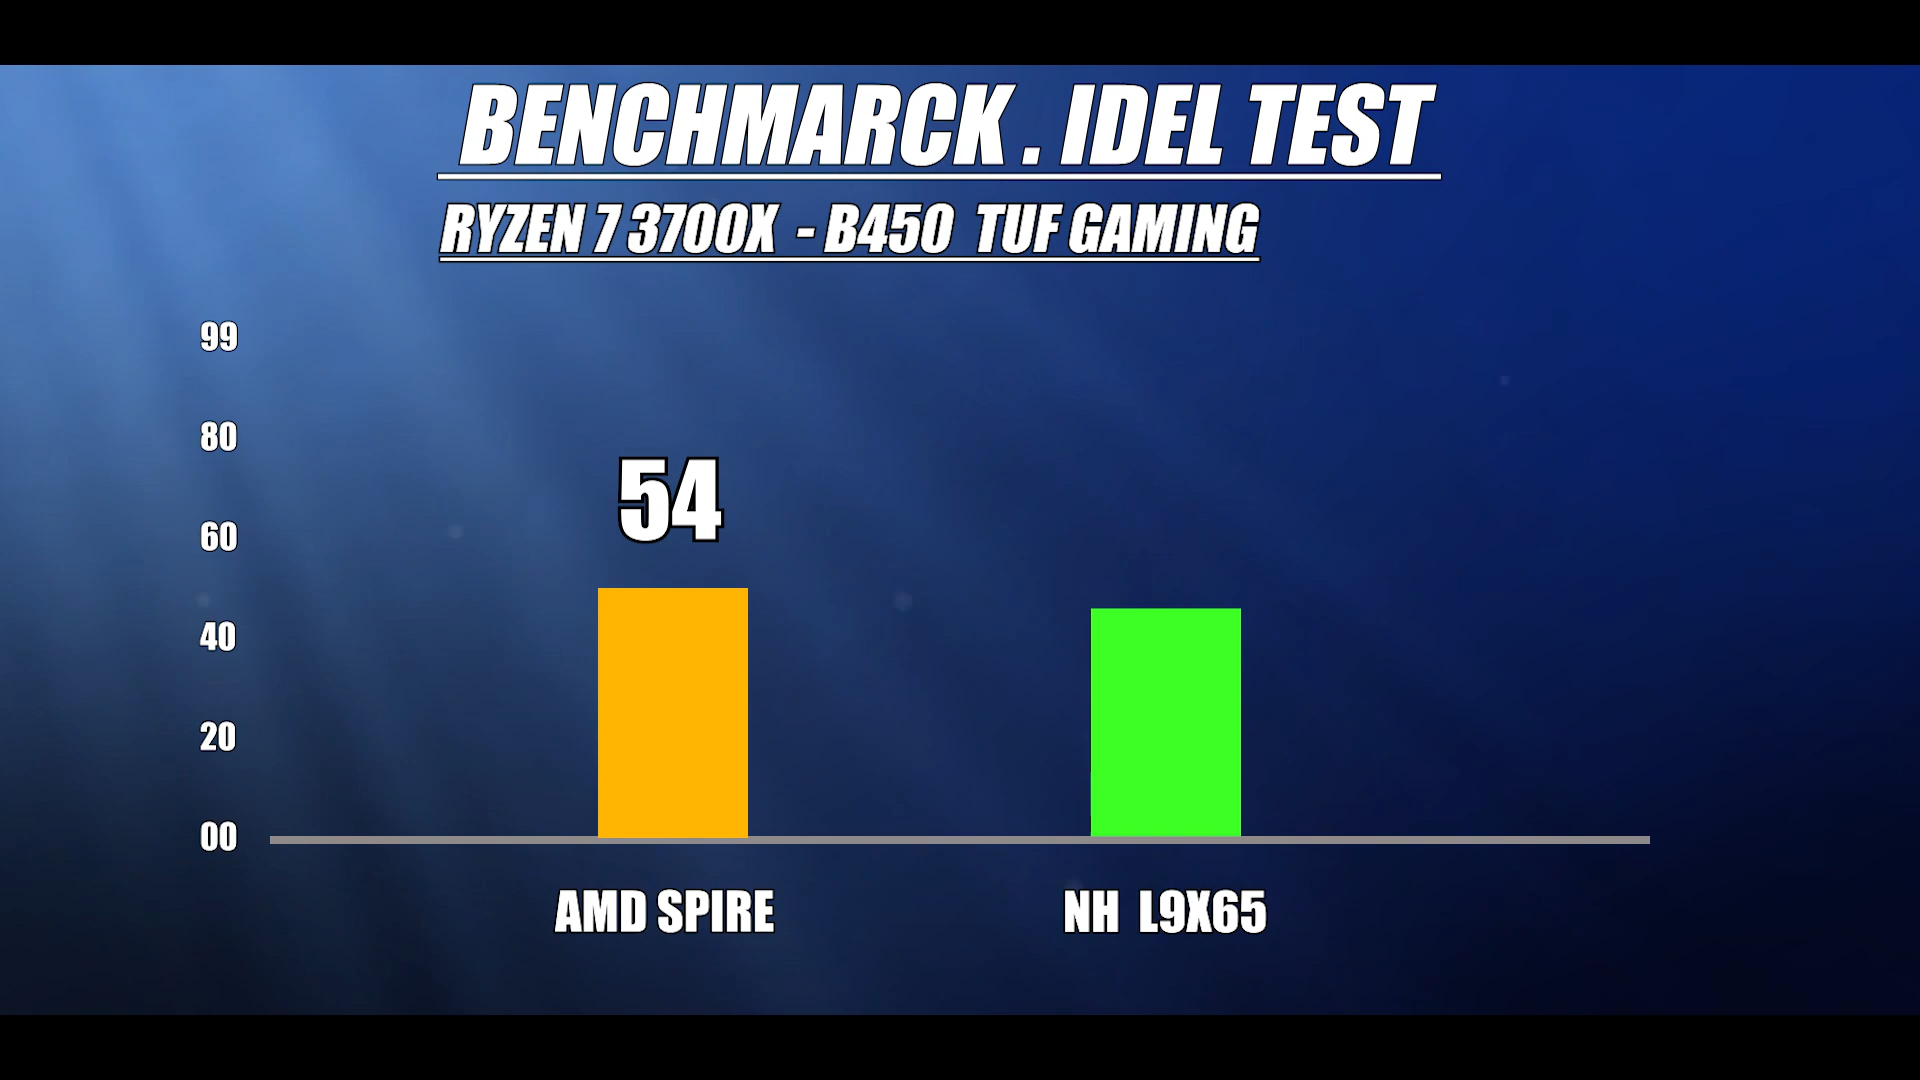 BENCHMARCK . IDEL TEST
RYZEN 7 3700X - B450 TUF GAMING
99
80
54
60
40
20
00
AMD SPIRE
NH L9X65